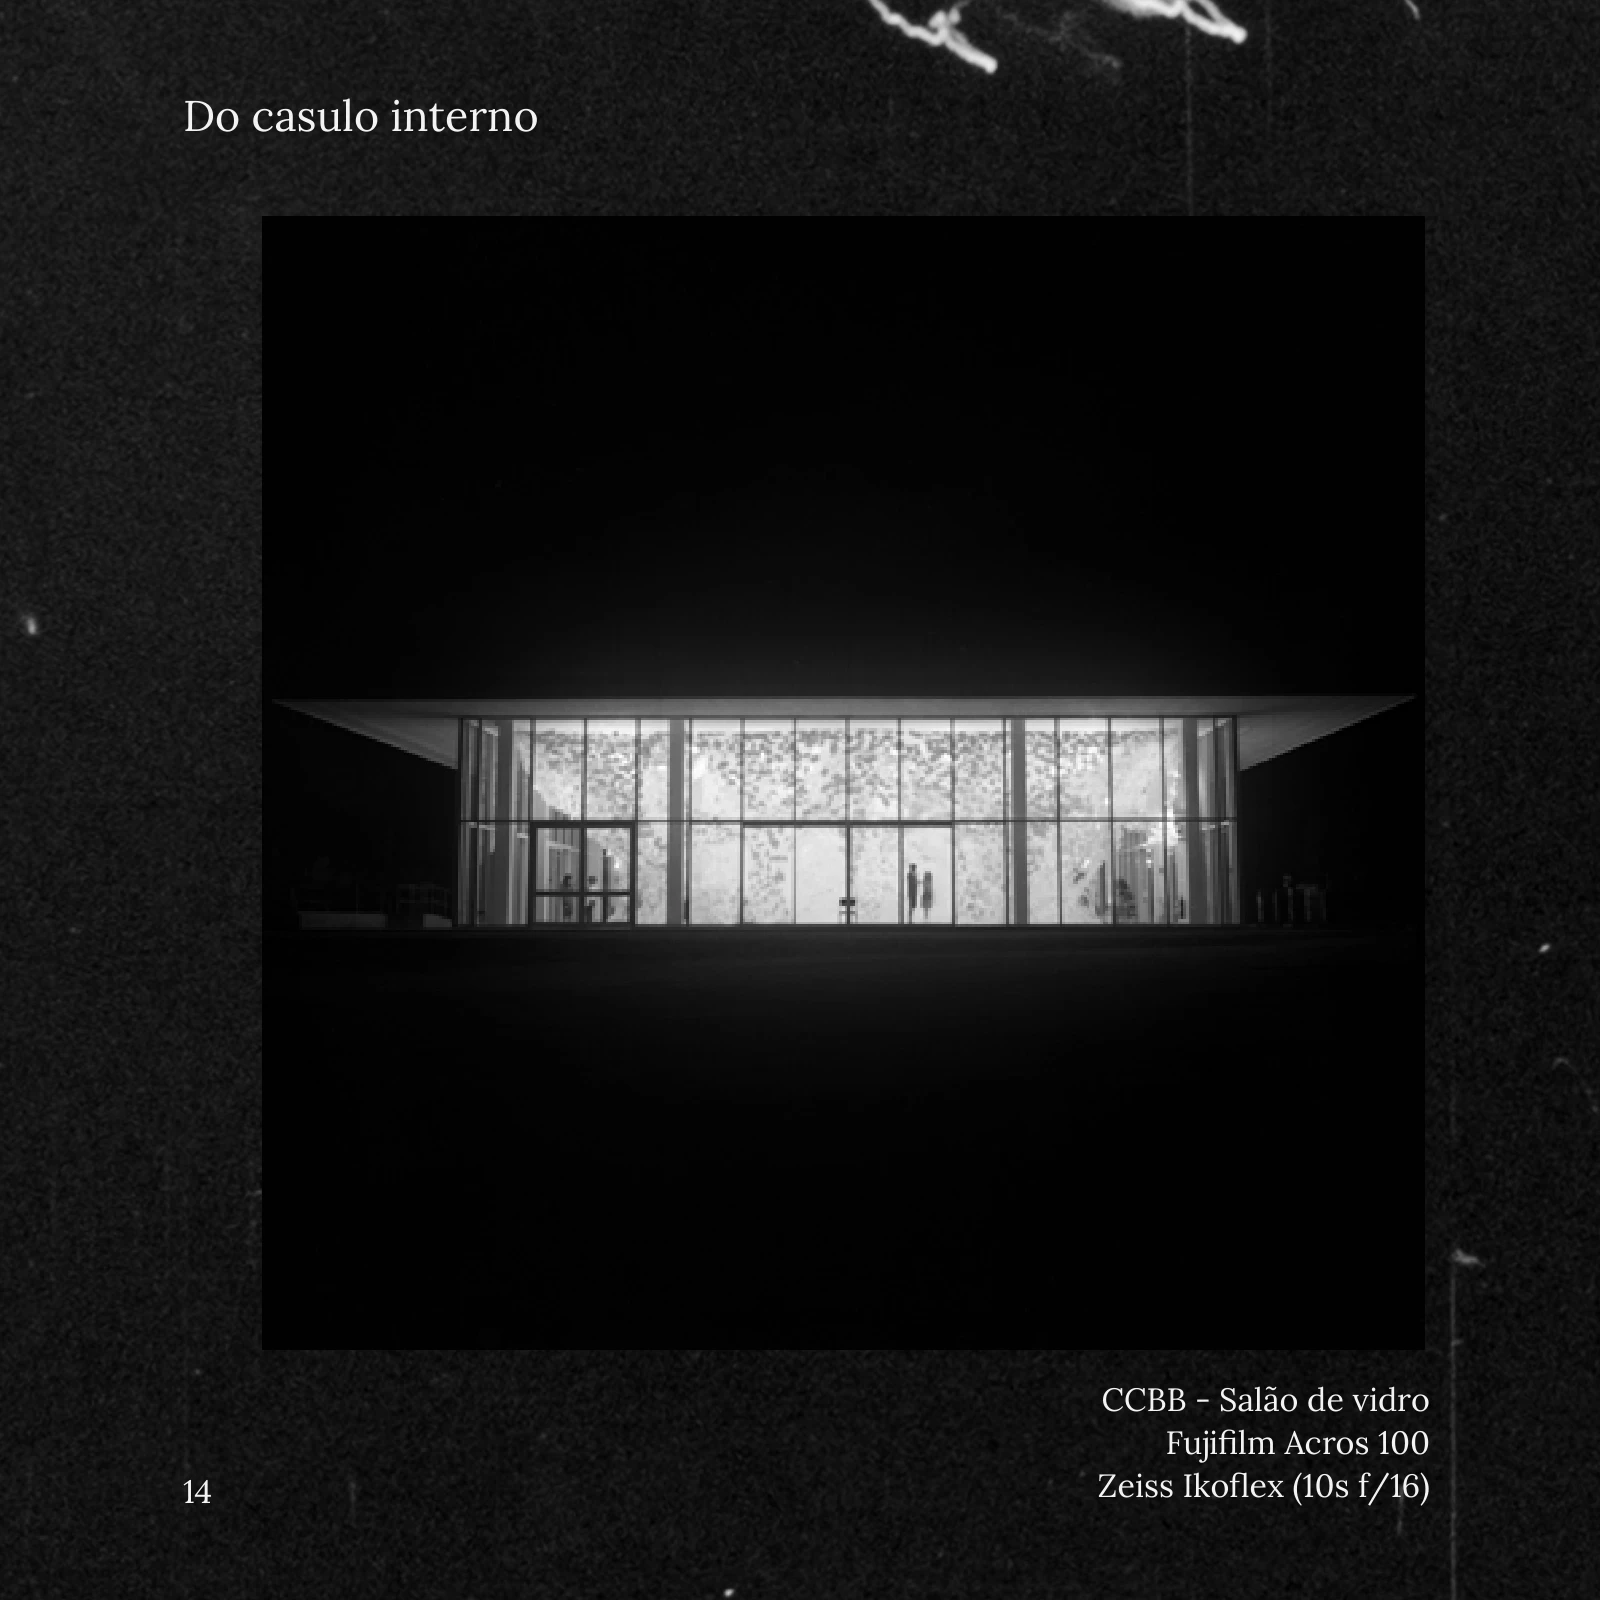 Do casulo interno
CCBB - Salão de vidro
Fujifilm Acros 100
Zeiss Ikoflex (10s f/16)
14